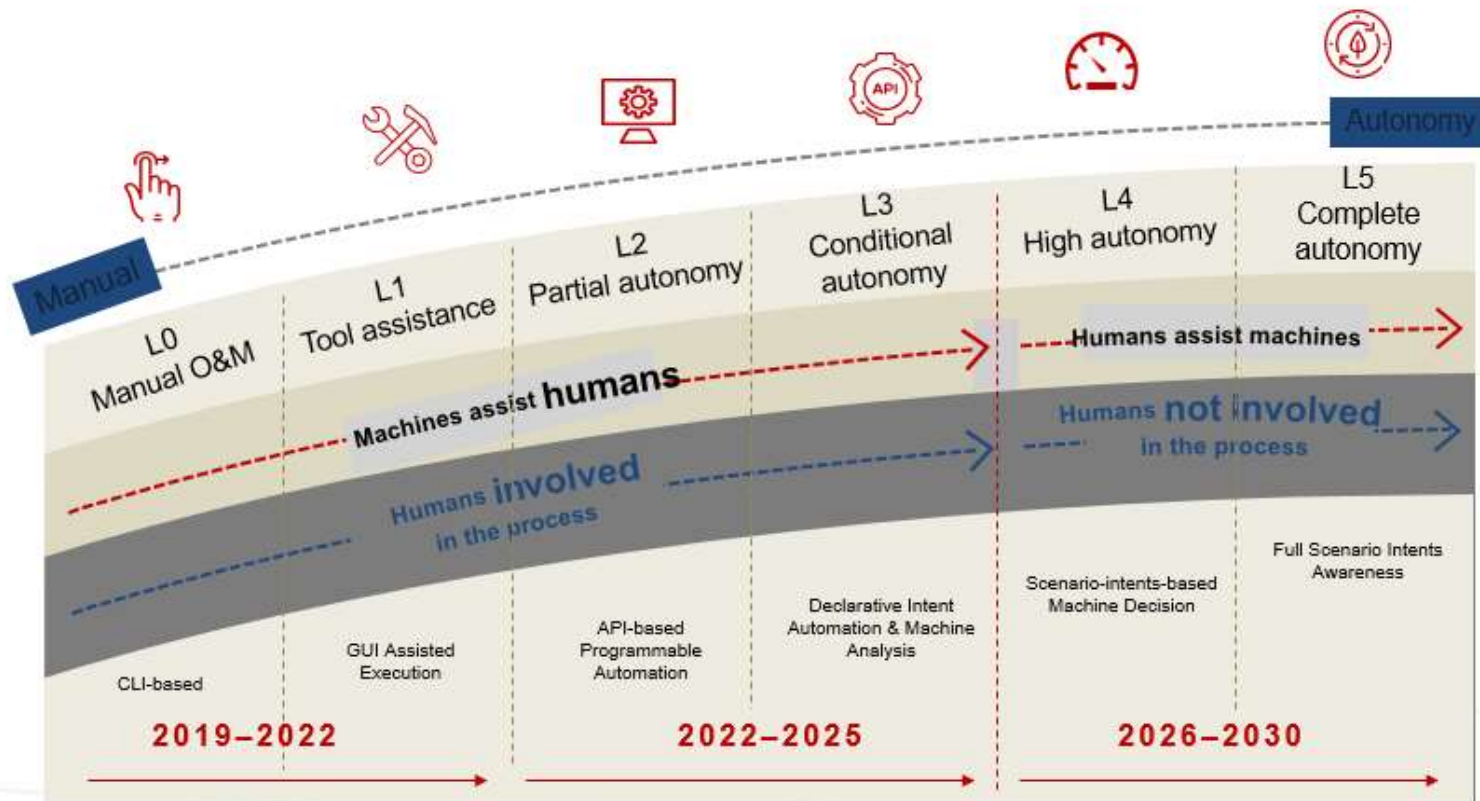 API
Autonomy
Manual
L0
Manual O&M
L1
Tool assistance
L2
Partial autonomy
L3
Conditional
autonomy
L4
High autonomy
L5
Complete
autonomy
Machines assist humans
Humans assist machines
Humans involved
in the process
Humans not involved
in the process
CLI-based
GUI Assisted
Execution
API-based
Programmable
Automation
Declarative Intent
Automation & Machine
Analysis
Scenario-intents-based
Machine Decision
Full Scenario Intents
Awareness
2019–2022
2022–2025
2026–2030